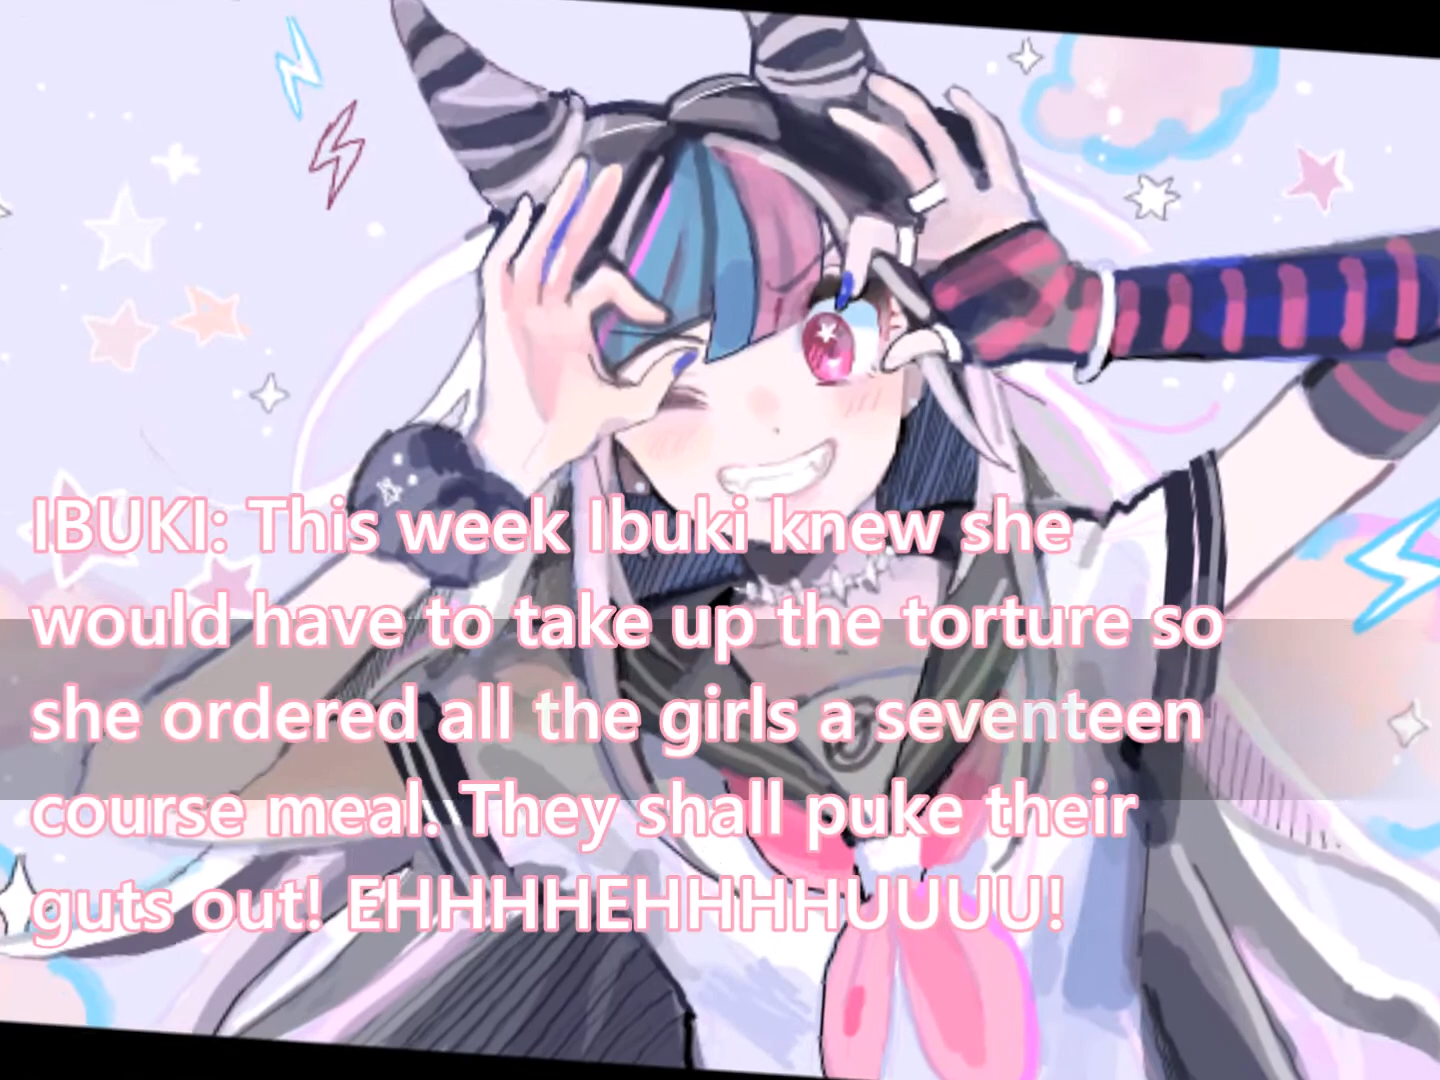 IBUKI: This week Ibuki knew she
would have to take up the torture so
she ordered all the girls a seventeen
course meal. They shall puke their
guts out! EHHHHEHHHHUUUU!